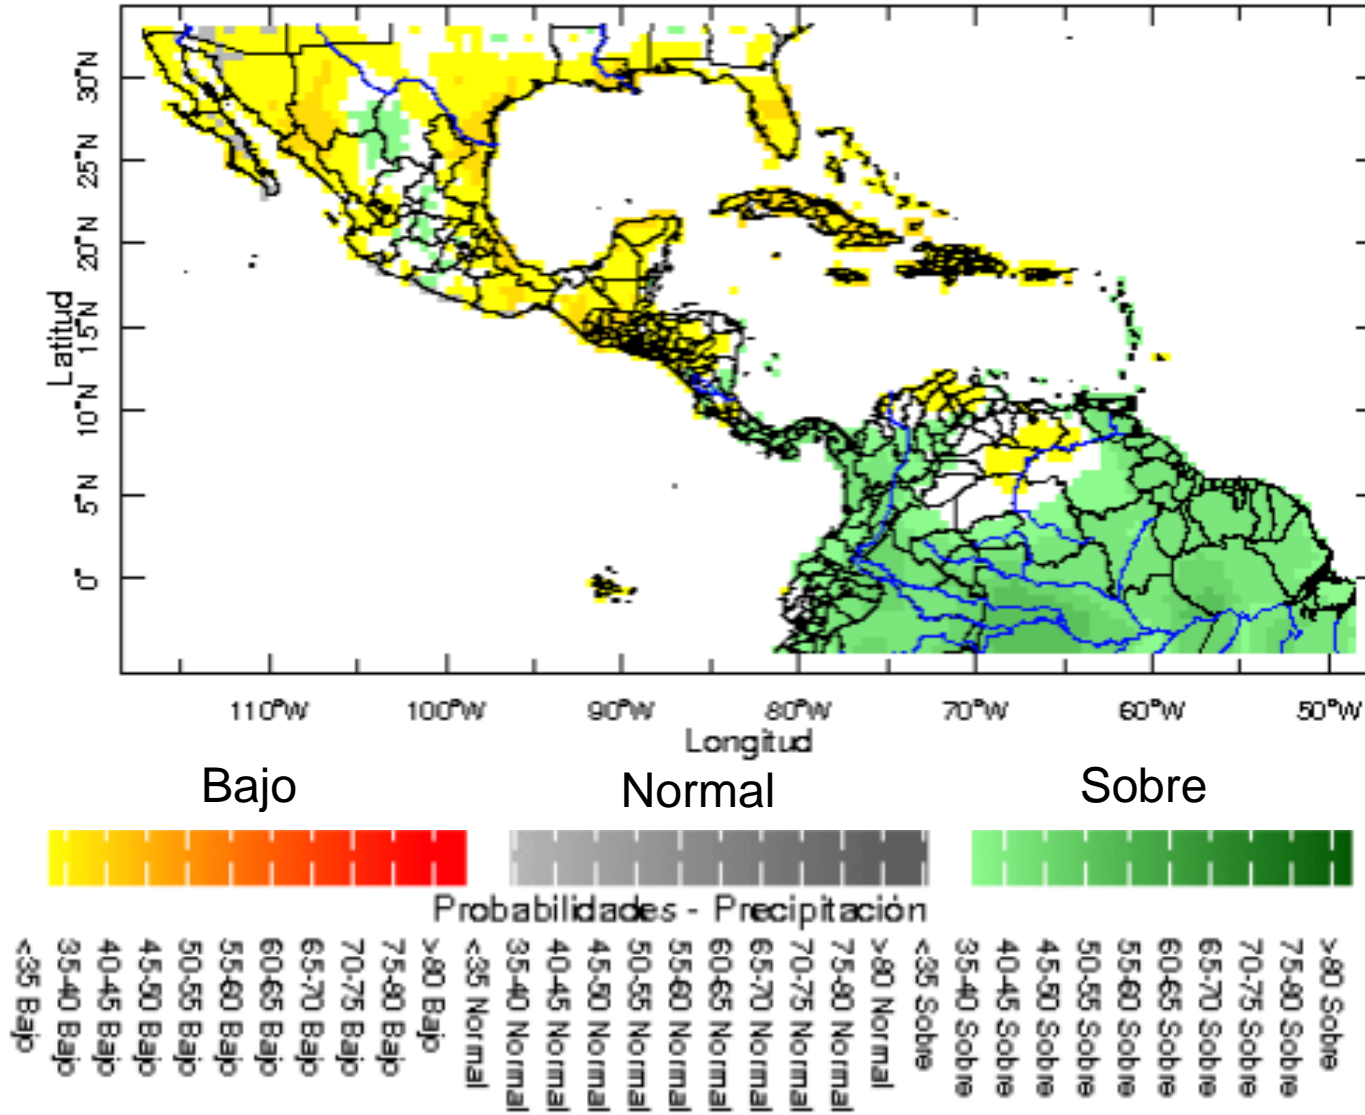 30°N
25°N
20°N
15°N
10°N
5°N
0°
Latitud
110°W 100°W 90°W 80°W 70°W 60°W 50°W
Longitud
Bajo Normal Sobre
Probabilidades - Precipitación
<35 Bajo
35-40 Bajo
40-45 Bajo
45-50 Bajo
50-55 Bajo
55-60 Bajo
60-65 Bajo
65-70 Bajo
70-75 Bajo
75-80 Bajo
>80 Bajo
<35 Normal
35-40 Normal
40-45 Normal
45-50 Normal
50-55 Normal
55-60 Normal
60-65 Normal
65-70 Normal
70-75 Normal
75-80 Normal
>80 Normal
<35 Sobre
35-40 Sobre
40-45 Sobre
45-50 Sobre
50-55 Sobre
55-60 Sobre
60-65 Sobre
65-70 Sobre
70-75 Sobre
75-80 Sobre
>80 Sobre